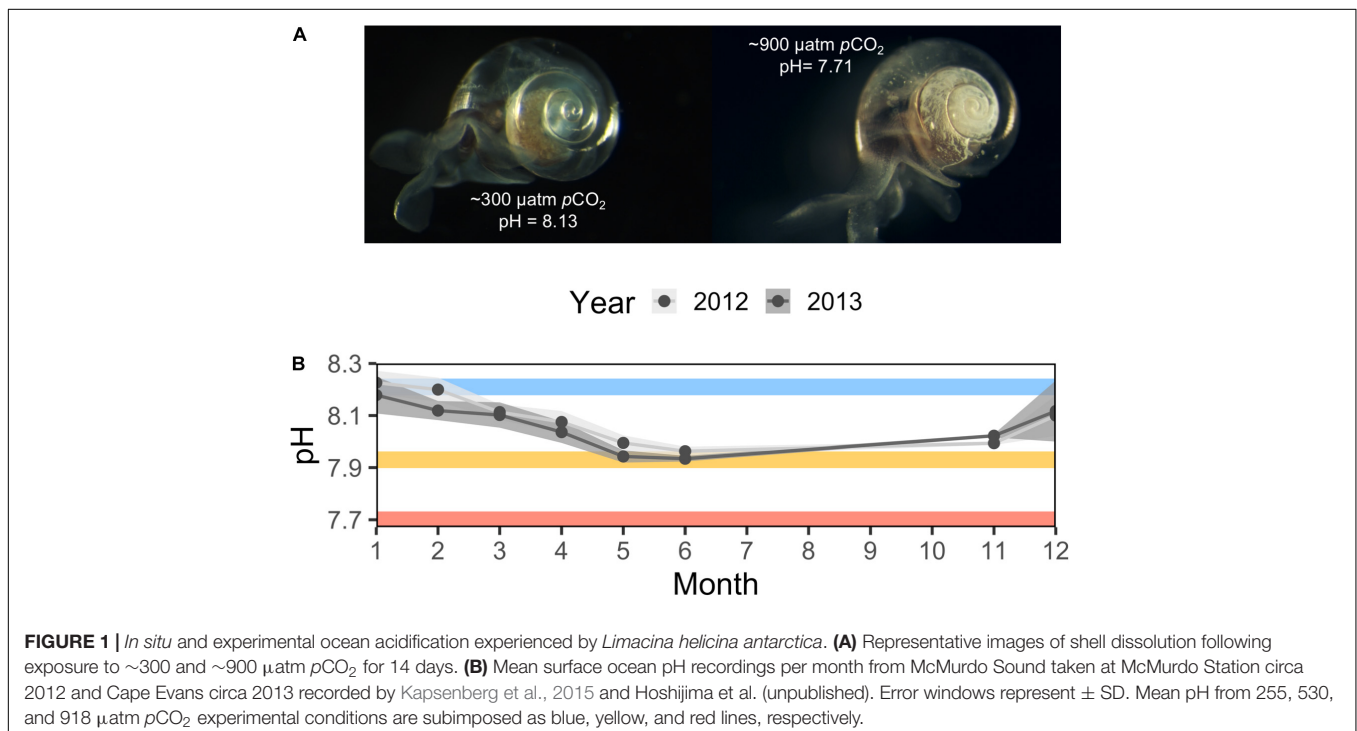 A
~300 µatm pCO₂
pH = 8.13
~900 µatm pCO₂
pH= 7.71
Year 2012 2013
B
8.3
8.1
7.9
7.7
pH
1 2 3 4 5 6 7 8 9 10 11 12
Month
FIGURE 1 | In situ and experimental ocean acidification experienced by Limacina helicina antarctica. (A) Representative images of shell dissolution following
exposure to ~300 and ~900 µatm pCO₂ for 14 days. (B) Mean surface ocean pH recordings per month from McMurdo Sound taken at McMurdo Station circa
2012 and Cape Evans circa 2013 recorded by Kapsenberg et al., 2015 and Hoshijima et al. (unpublished). Error windows represent ± SD. Mean pH from 255, 530,
and 918 µatm pCO₂ experimental conditions are subimposed as blue, yellow, and red lines, respectively.